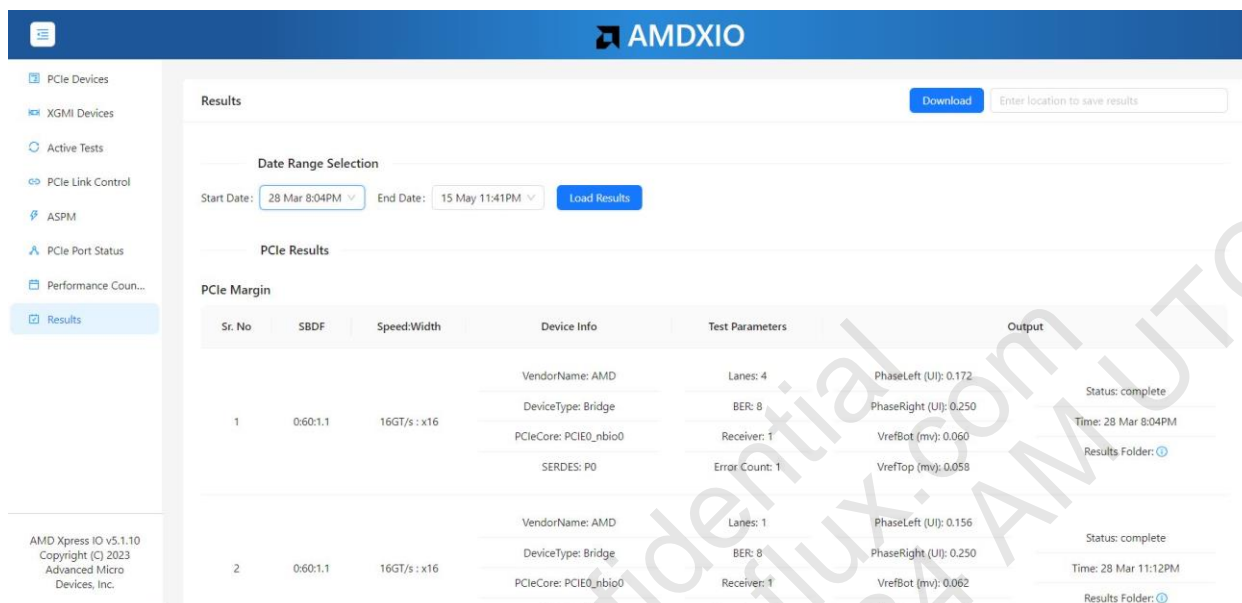 AMDXIO
PCIe Devices
XGMI Devices
Active Tests
PCIe Link Control
ASPM
PCIe Port Status
Performance Coun...
Results
AMD Xpress IO v5.1.10
Copyright (C) 2023
Advanced Micro
Devices, Inc.
Results
Download
Enter location to save results
Date Range Selection
Start Date: 28 Mar 8:04PM End Date: 15 May 11:41PM Load Results
PCIe Results
PCIe Margin
Sr. No SBDF Speed:Width Device Info Test Parameters Output
1 0:60:1.1 16GT/s : x16
VendorName: AMD
DeviceType: Bridge
PCIeCore: PCIE0_nbio0
SERDES: P0
Lanes: 4
BER: 8
Receiver: 1
Error Count: 1
PhaseLeft (UI): 0.172
PhaseRight (UI): 0.250
VrefBot (mv): 0.060
VrefTop (mv): 0.058
Status: complete
Time: 28 Mar 8:04PM
Results Folder:
2 0:60:1.1 16GT/s : x16
VendorName: AMD
DeviceType: Bridge
PCIeCore: PCIE0_nbio0
Lanes: 1
BER: 8
Receiver: 1
PhaseLeft (UI): 0.156
PhaseRight (UI): 0.250
VrefBot (mv): 0.062
Status: complete
Time: 28 Mar 11:12PM
Results Folder: